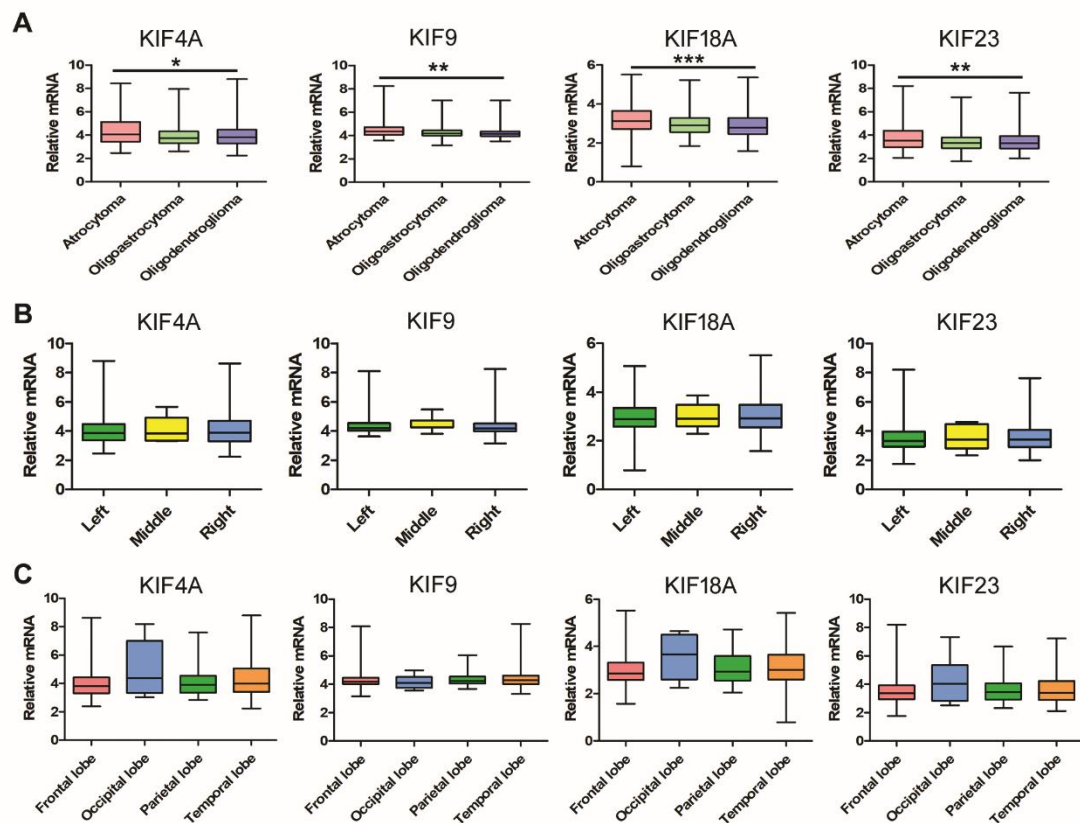 A
KIF4A
KIF9
KIF18A
KIF23
Relative mRNA
10
8
6
4
2
0
*
Atrocytoma
Oligoastrocytoma
Oligodendroglioma
Relative mRNA
10
8
6
4
2
0
**
Atrocytoma
Oligoastrocytoma
Oligodendroglioma
Relative mRNA
6
4
2
0
***
Atrocytoma
Oligoastrocytoma
Oligodendroglioma
Relative mRNA
10
8
6
4
2
0
**
Atrocytoma
Oligoastrocytoma
Oligodendroglioma
B
KIF4A
KIF9
KIF18A
KIF23
Relative mRNA
10
8
6
4
2
0
Left
Middle
Right
Relative mRNA
10
8
6
4
2
0
Left
Middle
Right
Relative mRNA
6
4
2
0
Left
Middle
Right
Relative mRNA
10
8
6
4
2
0
Left
Middle
Right
C
KIF4A
KIF9
KIF18A
KIF23
Relative mRNA
10
8
6
4
2
0
Frontal lobe
Occipital lobe
Parietal lobe
Temporal lobe
Relative mRNA
10
8
6
4
2
0
Frontal lobe
Occipital lobe
Parietal lobe
Temporal lobe
Relative mRNA
6
4
2
0
Frontal lobe
Occipital lobe
Parietal lobe
Temporal lobe
Relative mRNA
10
8
6
4
2
0
Frontal lobe
Occipital lobe
Parietal lobe
Temporal lobe